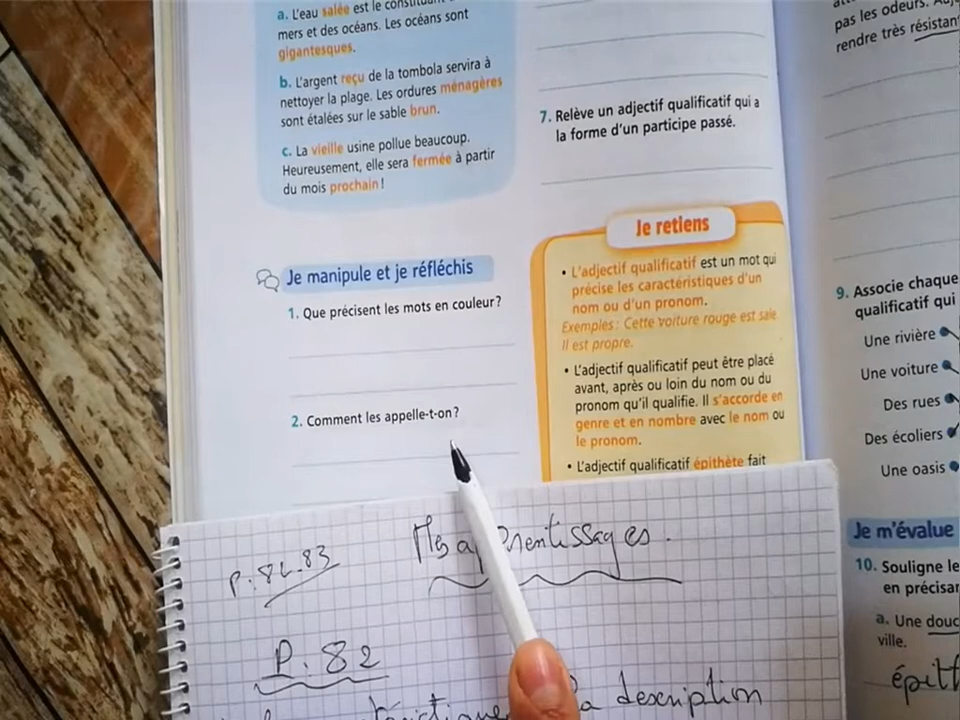 a. L'eau salée est le constituant
mers et des océans. Les océans sont
gigantesques.
b. L'argent reçu de la tombola servira à
nettoyer la plage. Les ordures ménagères
sont étalées sur le sable brun.
c. La vieille usine pollue beaucoup.
Heureusement, elle sera fermée à partir
du mois prochain !
Je manipule et je réfléchis
1. Que précisent les mots en couleur ?
2. Comment les appelle-t-on ?
7. Relève un adjectif qualificatif qui a
la forme d'un participe passé.
Je retiens
• L'adjectif qualificatif est un mot qui
précise les caractéristiques d'un
nom ou d'un pronom.
Exemples : Cette voiture rouge est sale
Il est propre.
• L'adjectif qualificatif peut être placé
avant, après ou loin du nom ou du
pronom qu'il qualifie. Il s'accorde en
genre et en nombre avec le nom ou
le pronom.
• L'adjectif qualificatif épithète fait
pas les odeurs.
rendre très résistan
9. Associe chaque
qualificatif qui
Une rivière
Une voiture
Des rues
Des écoliers
Une oasis
Je m'évalue
10. Souligne le
en précisan
a. Une douc
ville.
épith
Mes apprentissages.
P. 82-83
P. 82
la description